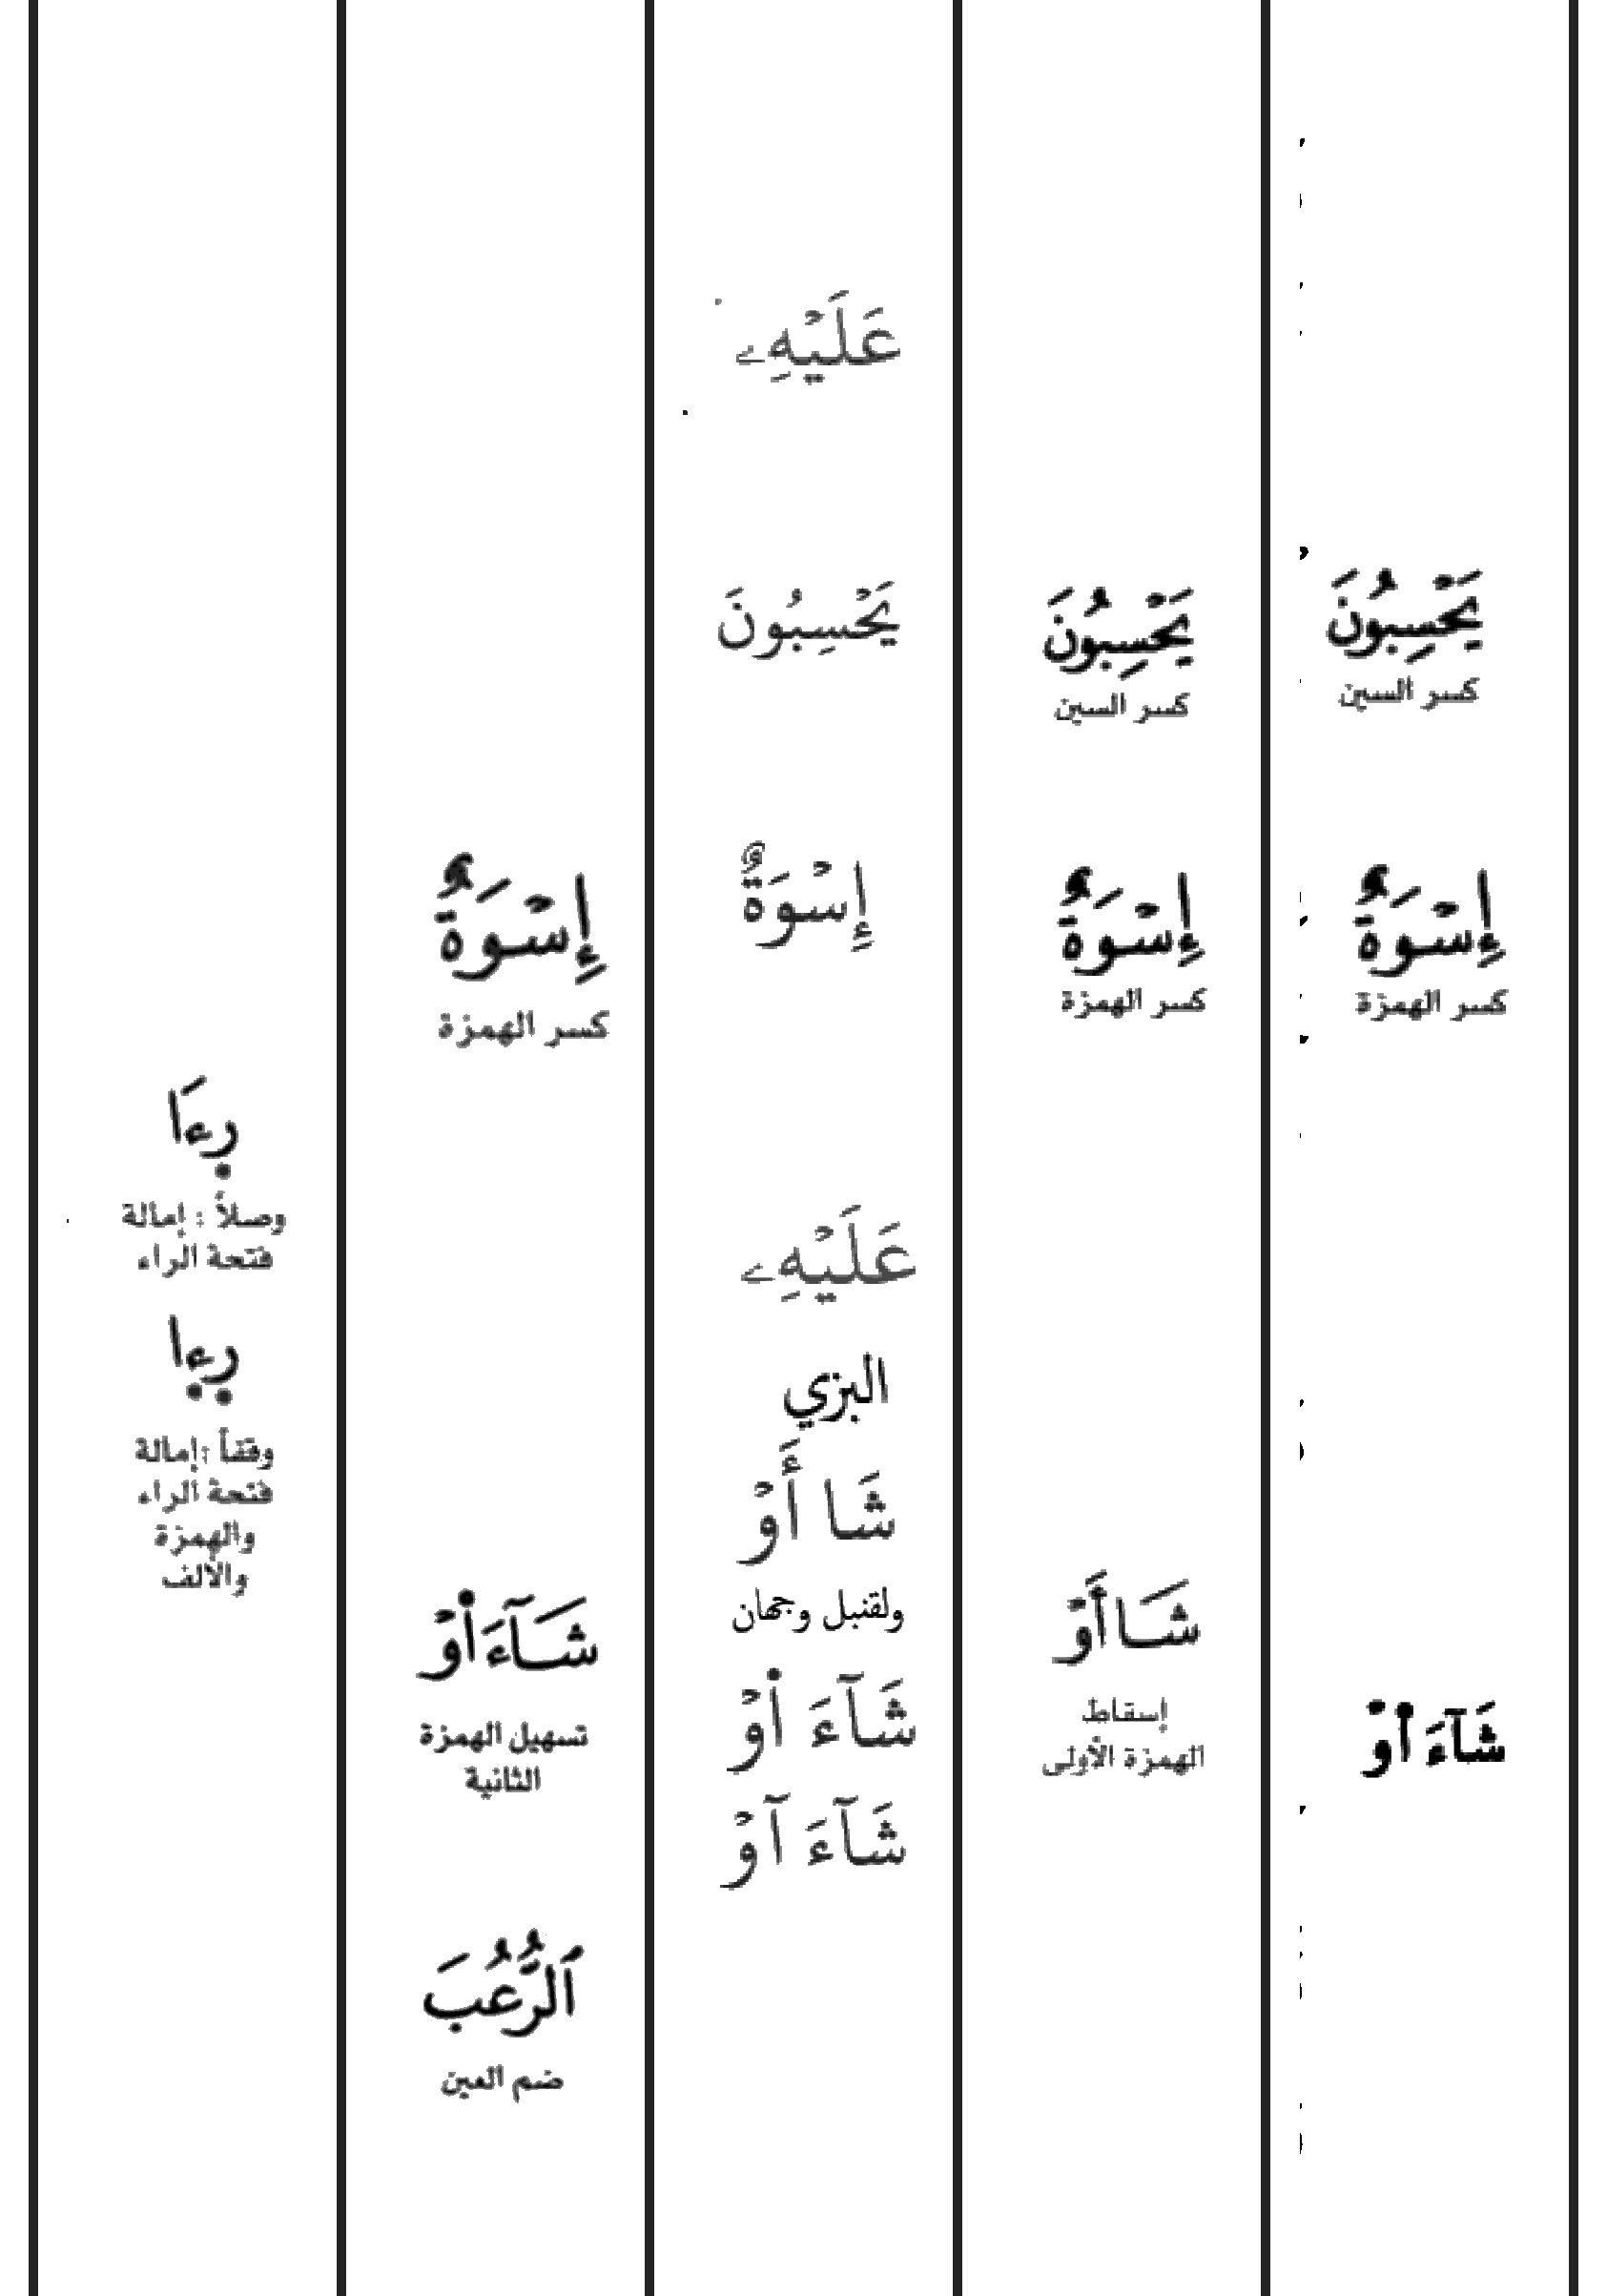 يَحْسِبُونَ
كسر السين
إِسْوَةٌ
كسر الهمزة
شَآءَ اَ۬وْ
يَحْسِبُونَ
كسر السين
إِسْوَةٌ
كسر الهمزة
شَا أَوْ
إسقاط
الهمزة الأولى
عَلَيْهِۦ
يَحْسِبُونَ
إِسْوَةٌ
عَلَيْهِۦ
البزي
شَا أَوْ
ولقنبل وجهان
شَآءَ اَ۬وْ
شَآءَ آوْ
إِسْوَةٌ
كسر الهمزة
شَآءَ اَ۬وْ
تسهيل الهمزة
الثانية
ٱلرُّعُبَ
ضم العين
رِءَا
وصلاً : إمالة
فتحة الراء
رِءِا
وقفاً : إمالة
فتحة الراء
والهمزة
والألف